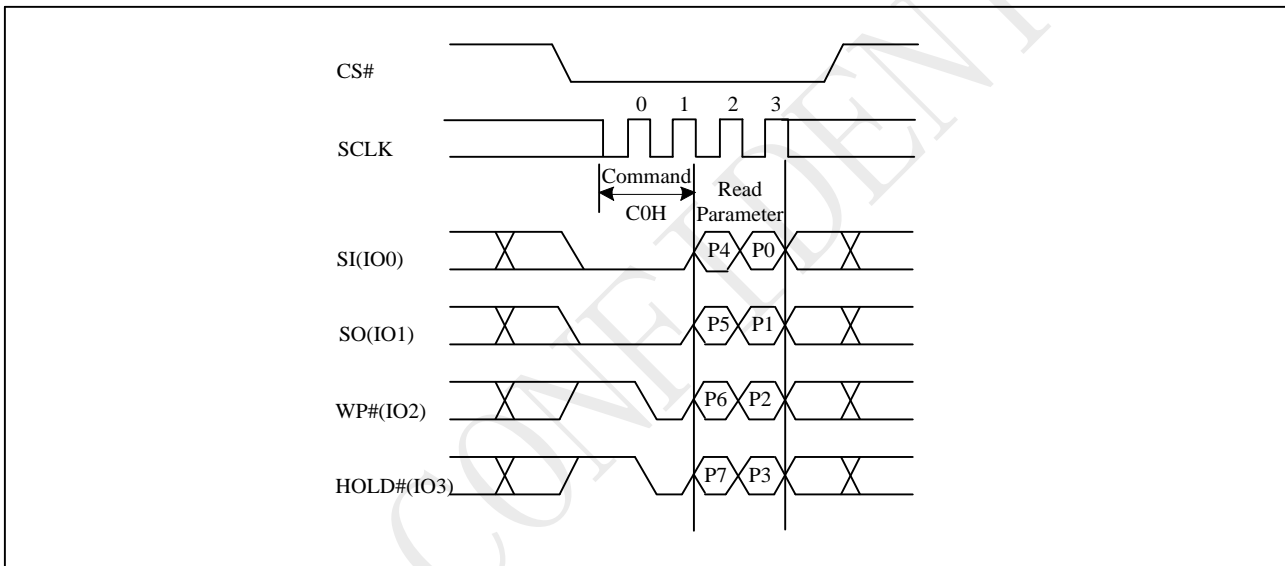 CS#
0 1 2 3
SCLK
Command
C0H
Read
Parameter
SI(IO0)
P4 P0
SO(IO1)
P5 P1
WP#(IO2)
P6 P2
HOLD#(IO3)
P7 P3
CONFIDENT